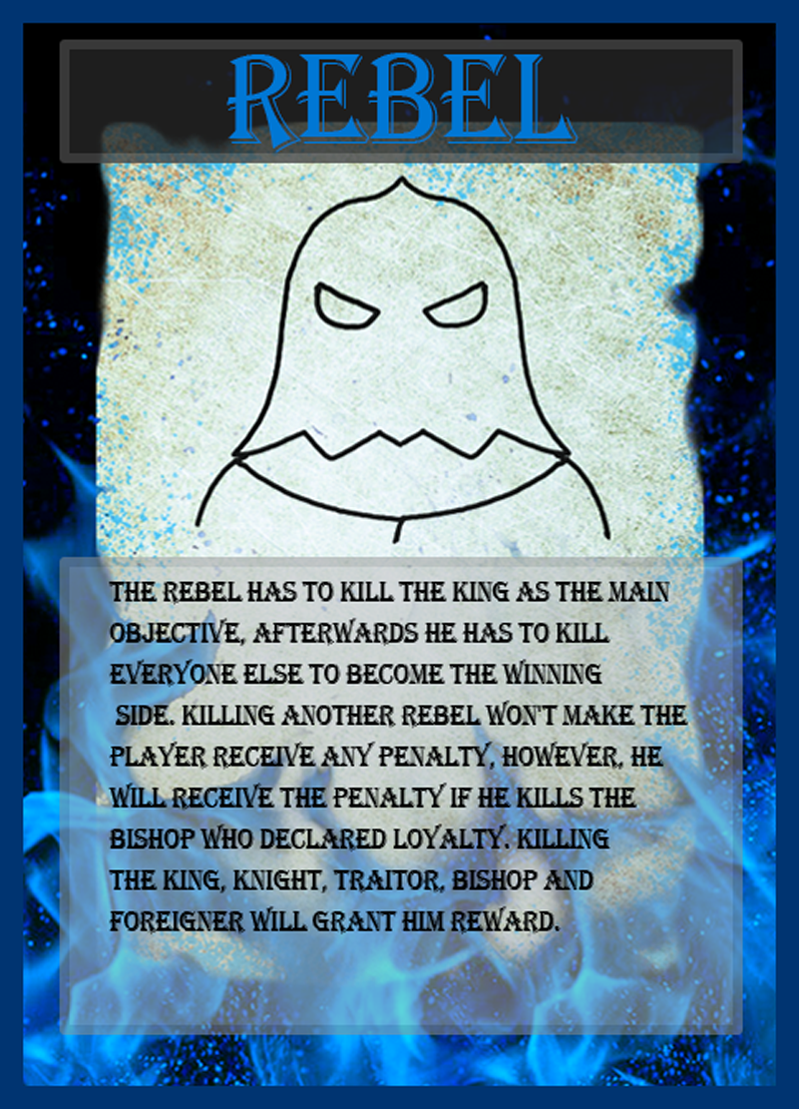 REBEL
THE REBEL HAS TO KILL THE KING AS THE MAIN
OBJECTIVE, AFTERWARDS HE HAS TO KILL
EVERYONE ELSE TO BECOME THE WINNING
SIDE. KILLING ANOTHER REBEL WON'T MAKE THE
PLAYER RECEIVE ANY PENALTY, HOWEVER, HE
WILL RECEIVE THE PENALTY IF HE KILLS THE
BISHOP WHO DECLARED LOYALTY. KILLING
THE KING, KNIGHT, TRAITOR, BISHOP AND
FOREIGNER WILL GRANT HIM REWARD.